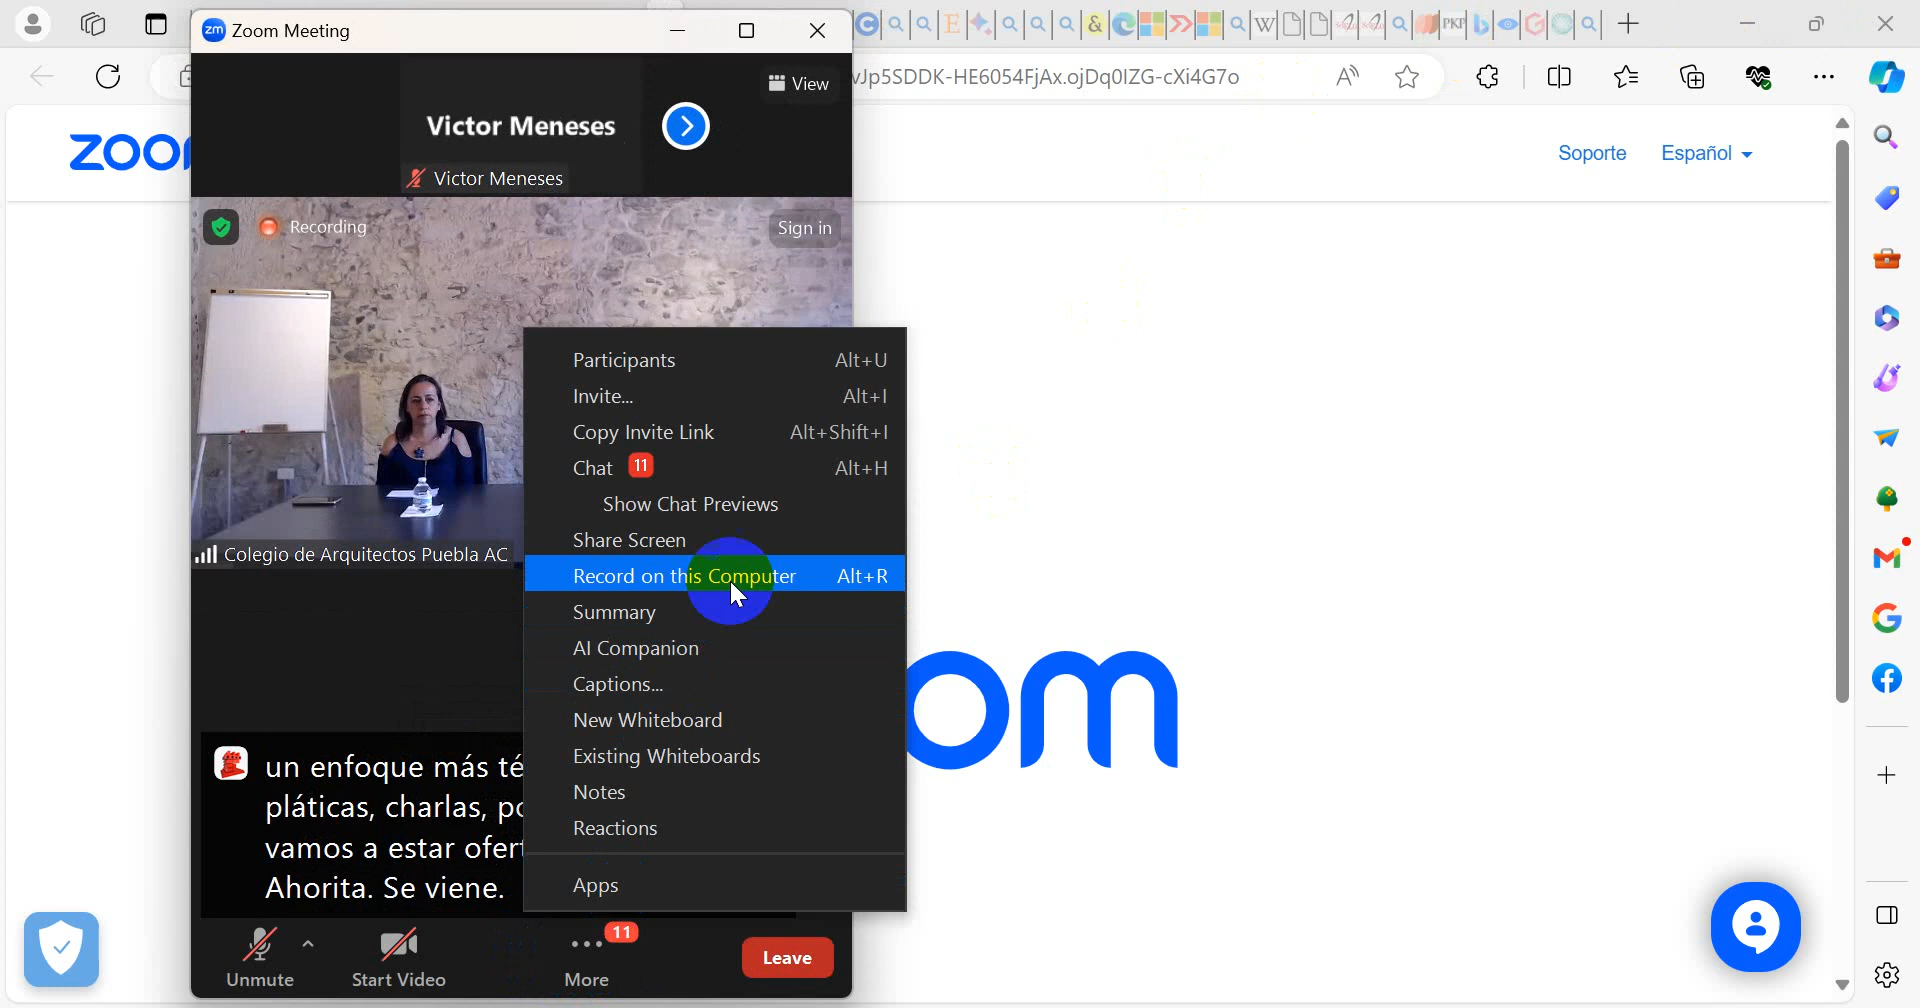 zm Zoom Meeting
vJp5SDDK-HE6054FjAx.ojDq0IZG-cXi4G7o
View
Victor Meneses
Victor Meneses
Soporte Español
Recording
Sign in
Participants Alt+U
Invite... Alt+I
Copy Invite Link Alt+Shift+I
Chat 11 Alt+H
Show Chat Previews
Share Screen
Record on this Computer Alt+R
Summary
AI Companion
Captions...
New Whiteboard
Existing Whiteboards
Notes
Reactions
Apps
Colegio de Arquitectos Puebla AC
un enfoque más té
pláticas, charlas, po
vamos a estar ofert
Ahorita. Se viene.
Unmute
Start Video
11
More
Leave
zoo
om